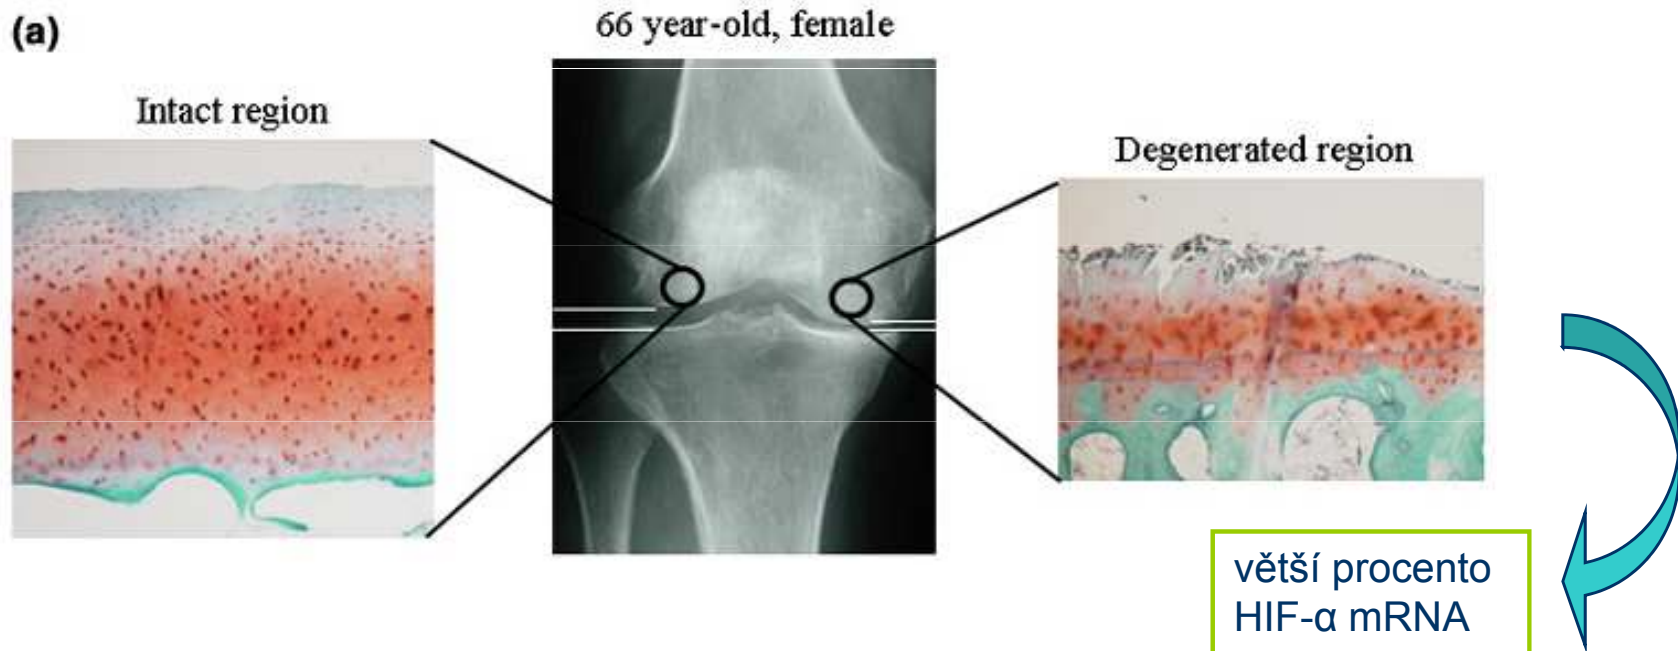 (a)
66 year-old, female
Intact region
Degenerated region
větší procento
HIF-α mRNA